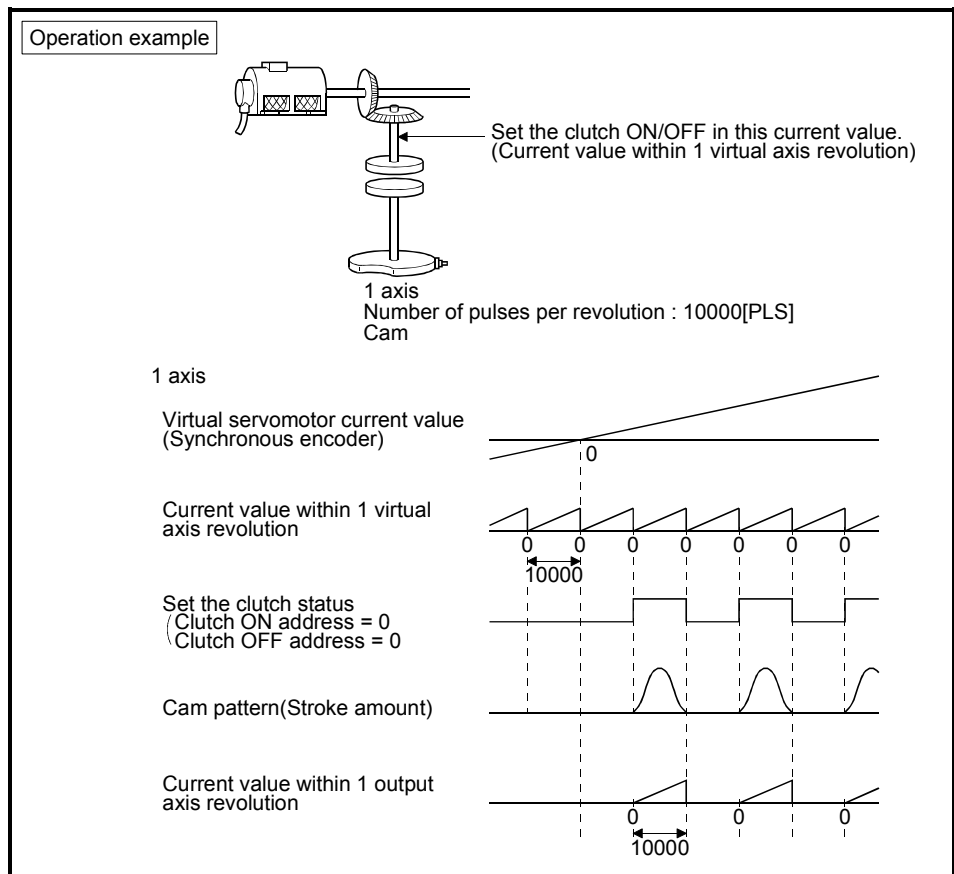 Operation example
Set the clutch ON/OFF in this current value.
(Current value within 1 virtual axis revolution)
1 axis
Number of pulses per revolution : 10000[PLS]
Cam
1 axis
Virtual servomotor current value
(Synchronous encoder)
0
Current value within 1 virtual
axis revolution
0 0 0 0 0 0 0
10000
Set the clutch status
Clutch ON address = 0
Clutch OFF address = 0
Cam pattern(Stroke amount)
Current value within 1 output
axis revolution
0 0 0
10000